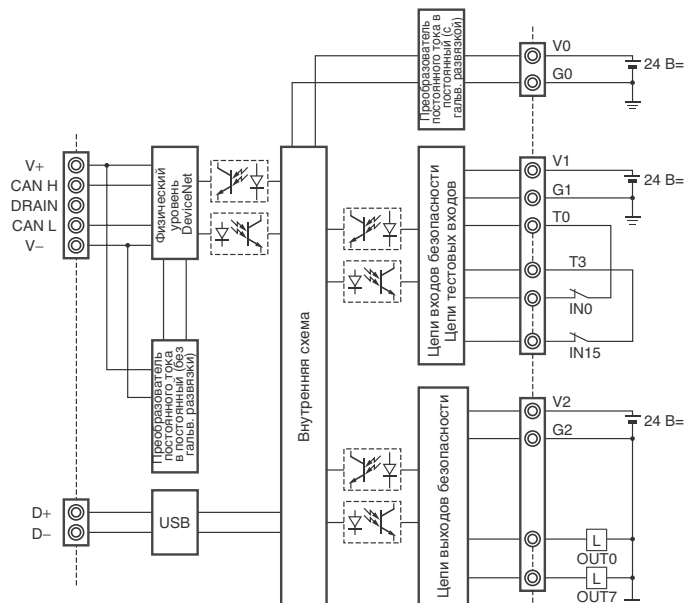 Преобразователь
постоянного тока в
постоянный (с
гальв. развязкой)
V0
24 В=
G0
V+
CAN H
DRAIN
CAN L
V–
Физический
уровень
DeviceNet
Преобразователь
постоянного тока
в постоянный (без
гальв. развязки)
D+
D–
USB
Внутренняя схема
Цепи входов безопасности
Цепи тестовых входов
V1
24 В=
G1
T0
T3
IN0
IN15
Цепи выходов безопасности
V2
24 В=
G2
L
OUT0
L
OUT7